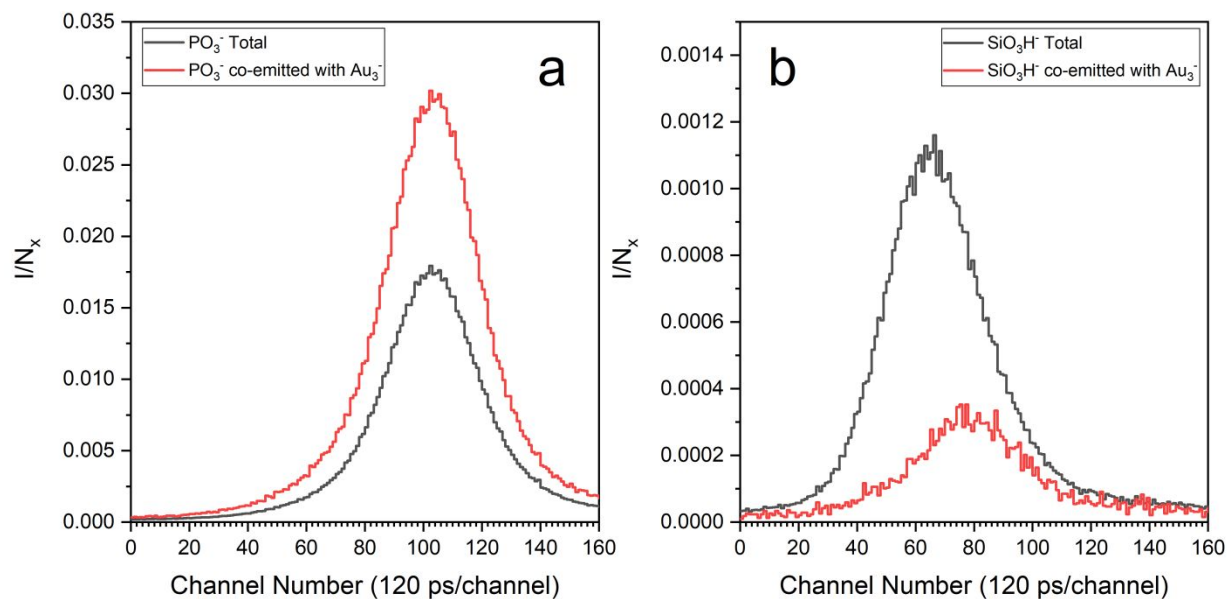 PO₃⁻ Total
PO₃⁻ co-emitted with Au₃⁻
a
0.035
0.030
0.025
0.020
0.015
0.010
0.005
0.000
I/Nₓ
0 20 40 60 80 100 120 140 160
Channel Number (120 ps/channel)
SiO₃H⁻ Total
SiO₃H⁻ co-emitted with Au₃⁻
b
0.0014
0.0012
0.0010
0.0008
0.0006
0.0004
0.0002
0.0000
I/Nₓ
0 20 40 60 80 100 120 140 160
Channel Number (120 ps/channel)